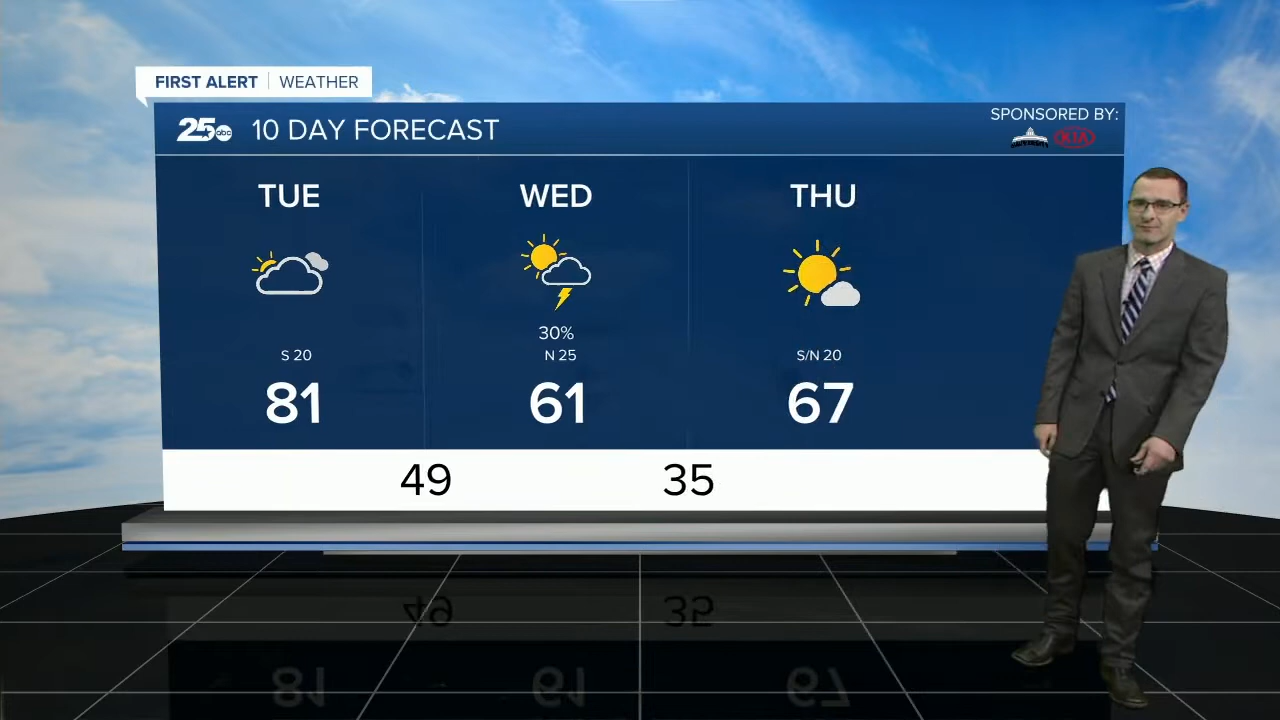 FIRST ALERT | WEATHER
25 abc 10 DAY FORECAST
SPONSORED BY:
KIA
TUE WED THU
30%
S 20 N 25 S/N 20
81 61 67
49 35